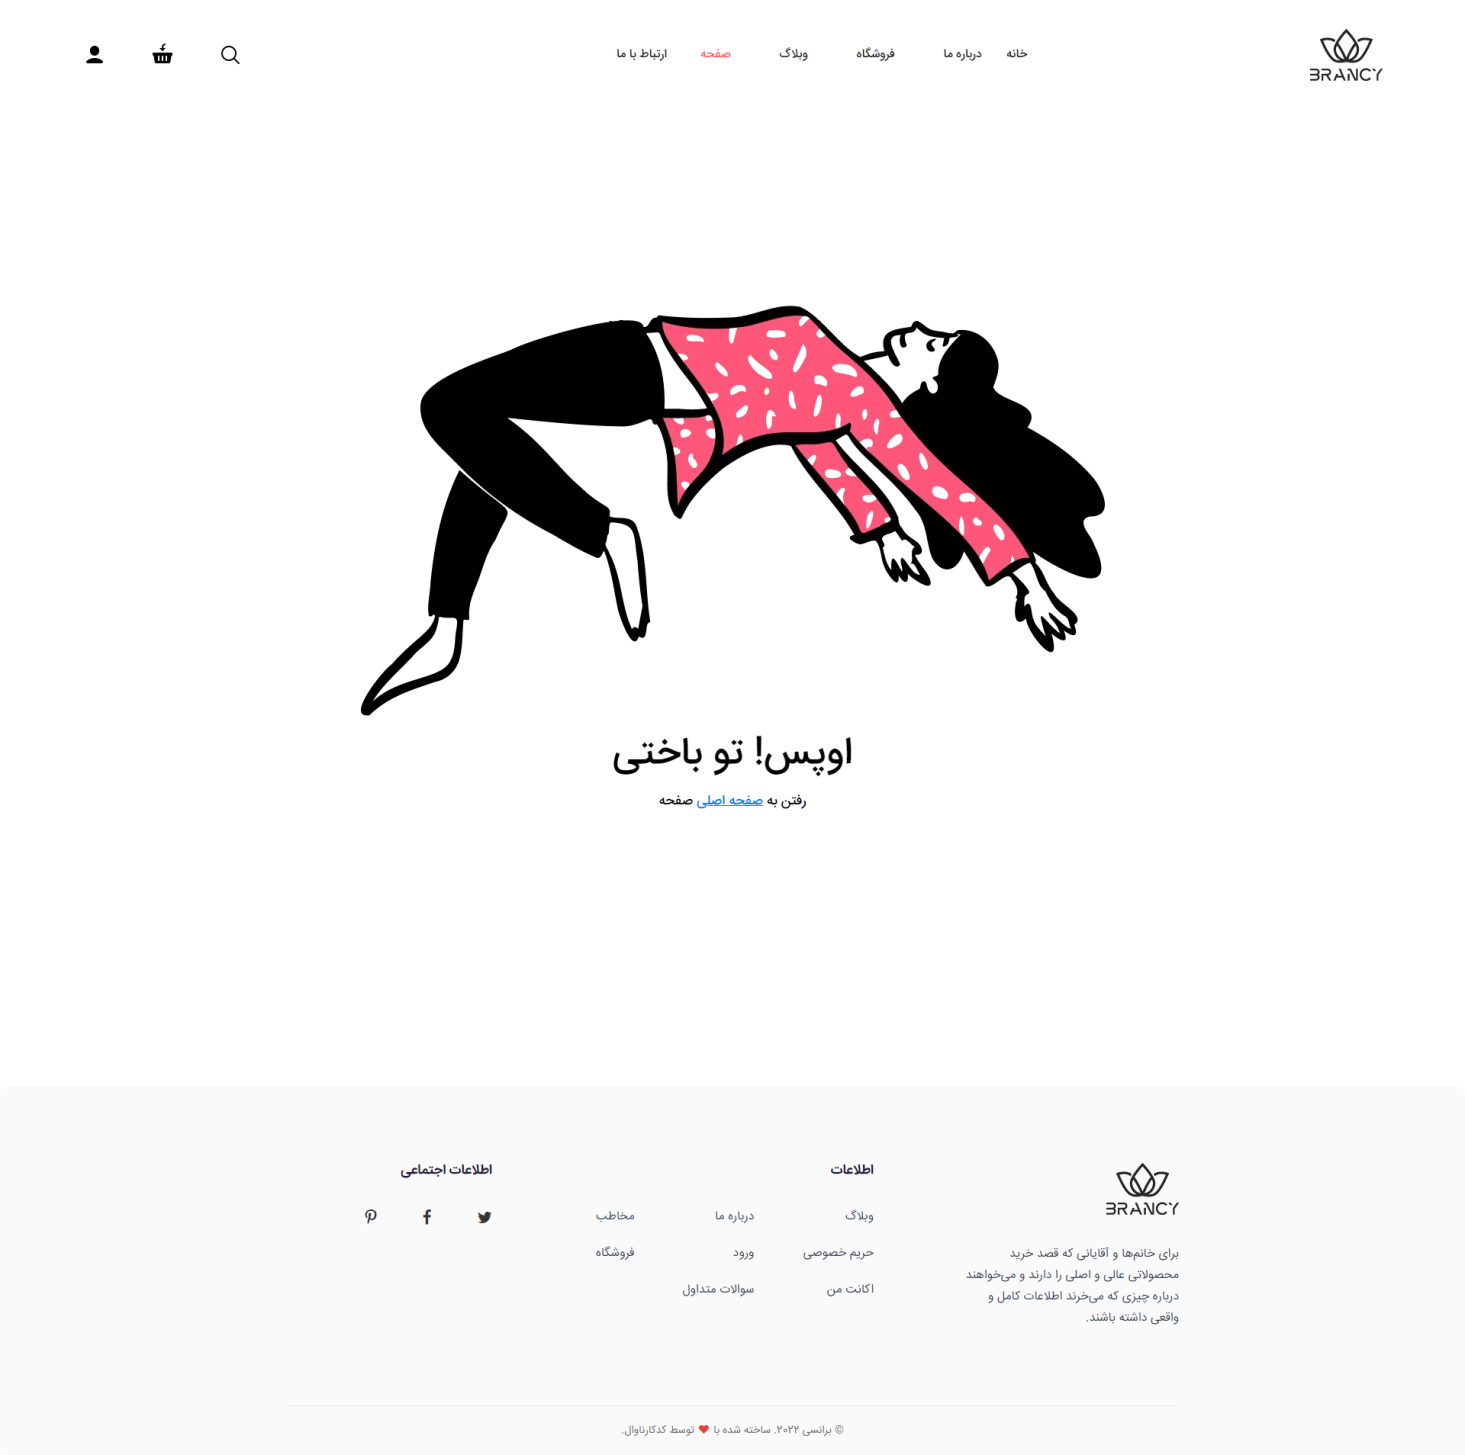 BRANCY
خانه
درباره ما
فروشگاه
وبلاگ
صفحه
ارتباط با ما
اوپس! تو باختی
رفتن به صفحه اصلی صفحه
BRANCY
برای خانم‌ها و آقایانی که قصد خرید
محصولاتی عالی و اصلی را دارند و می‌خواهند
درباره چیزی که می‌خرند اطلاعات کامل و
واقعی داشته باشند.
اطلاعات
وبلاگ
درباره ما
مخاطب
حریم خصوصی
ورود
فروشگاه
اکانت من
سوالات متداول
اطلاعات اجتماعی
© برانسی ۲۰۲۲. ساخته شده با ❤ توسط کدکارناوال.